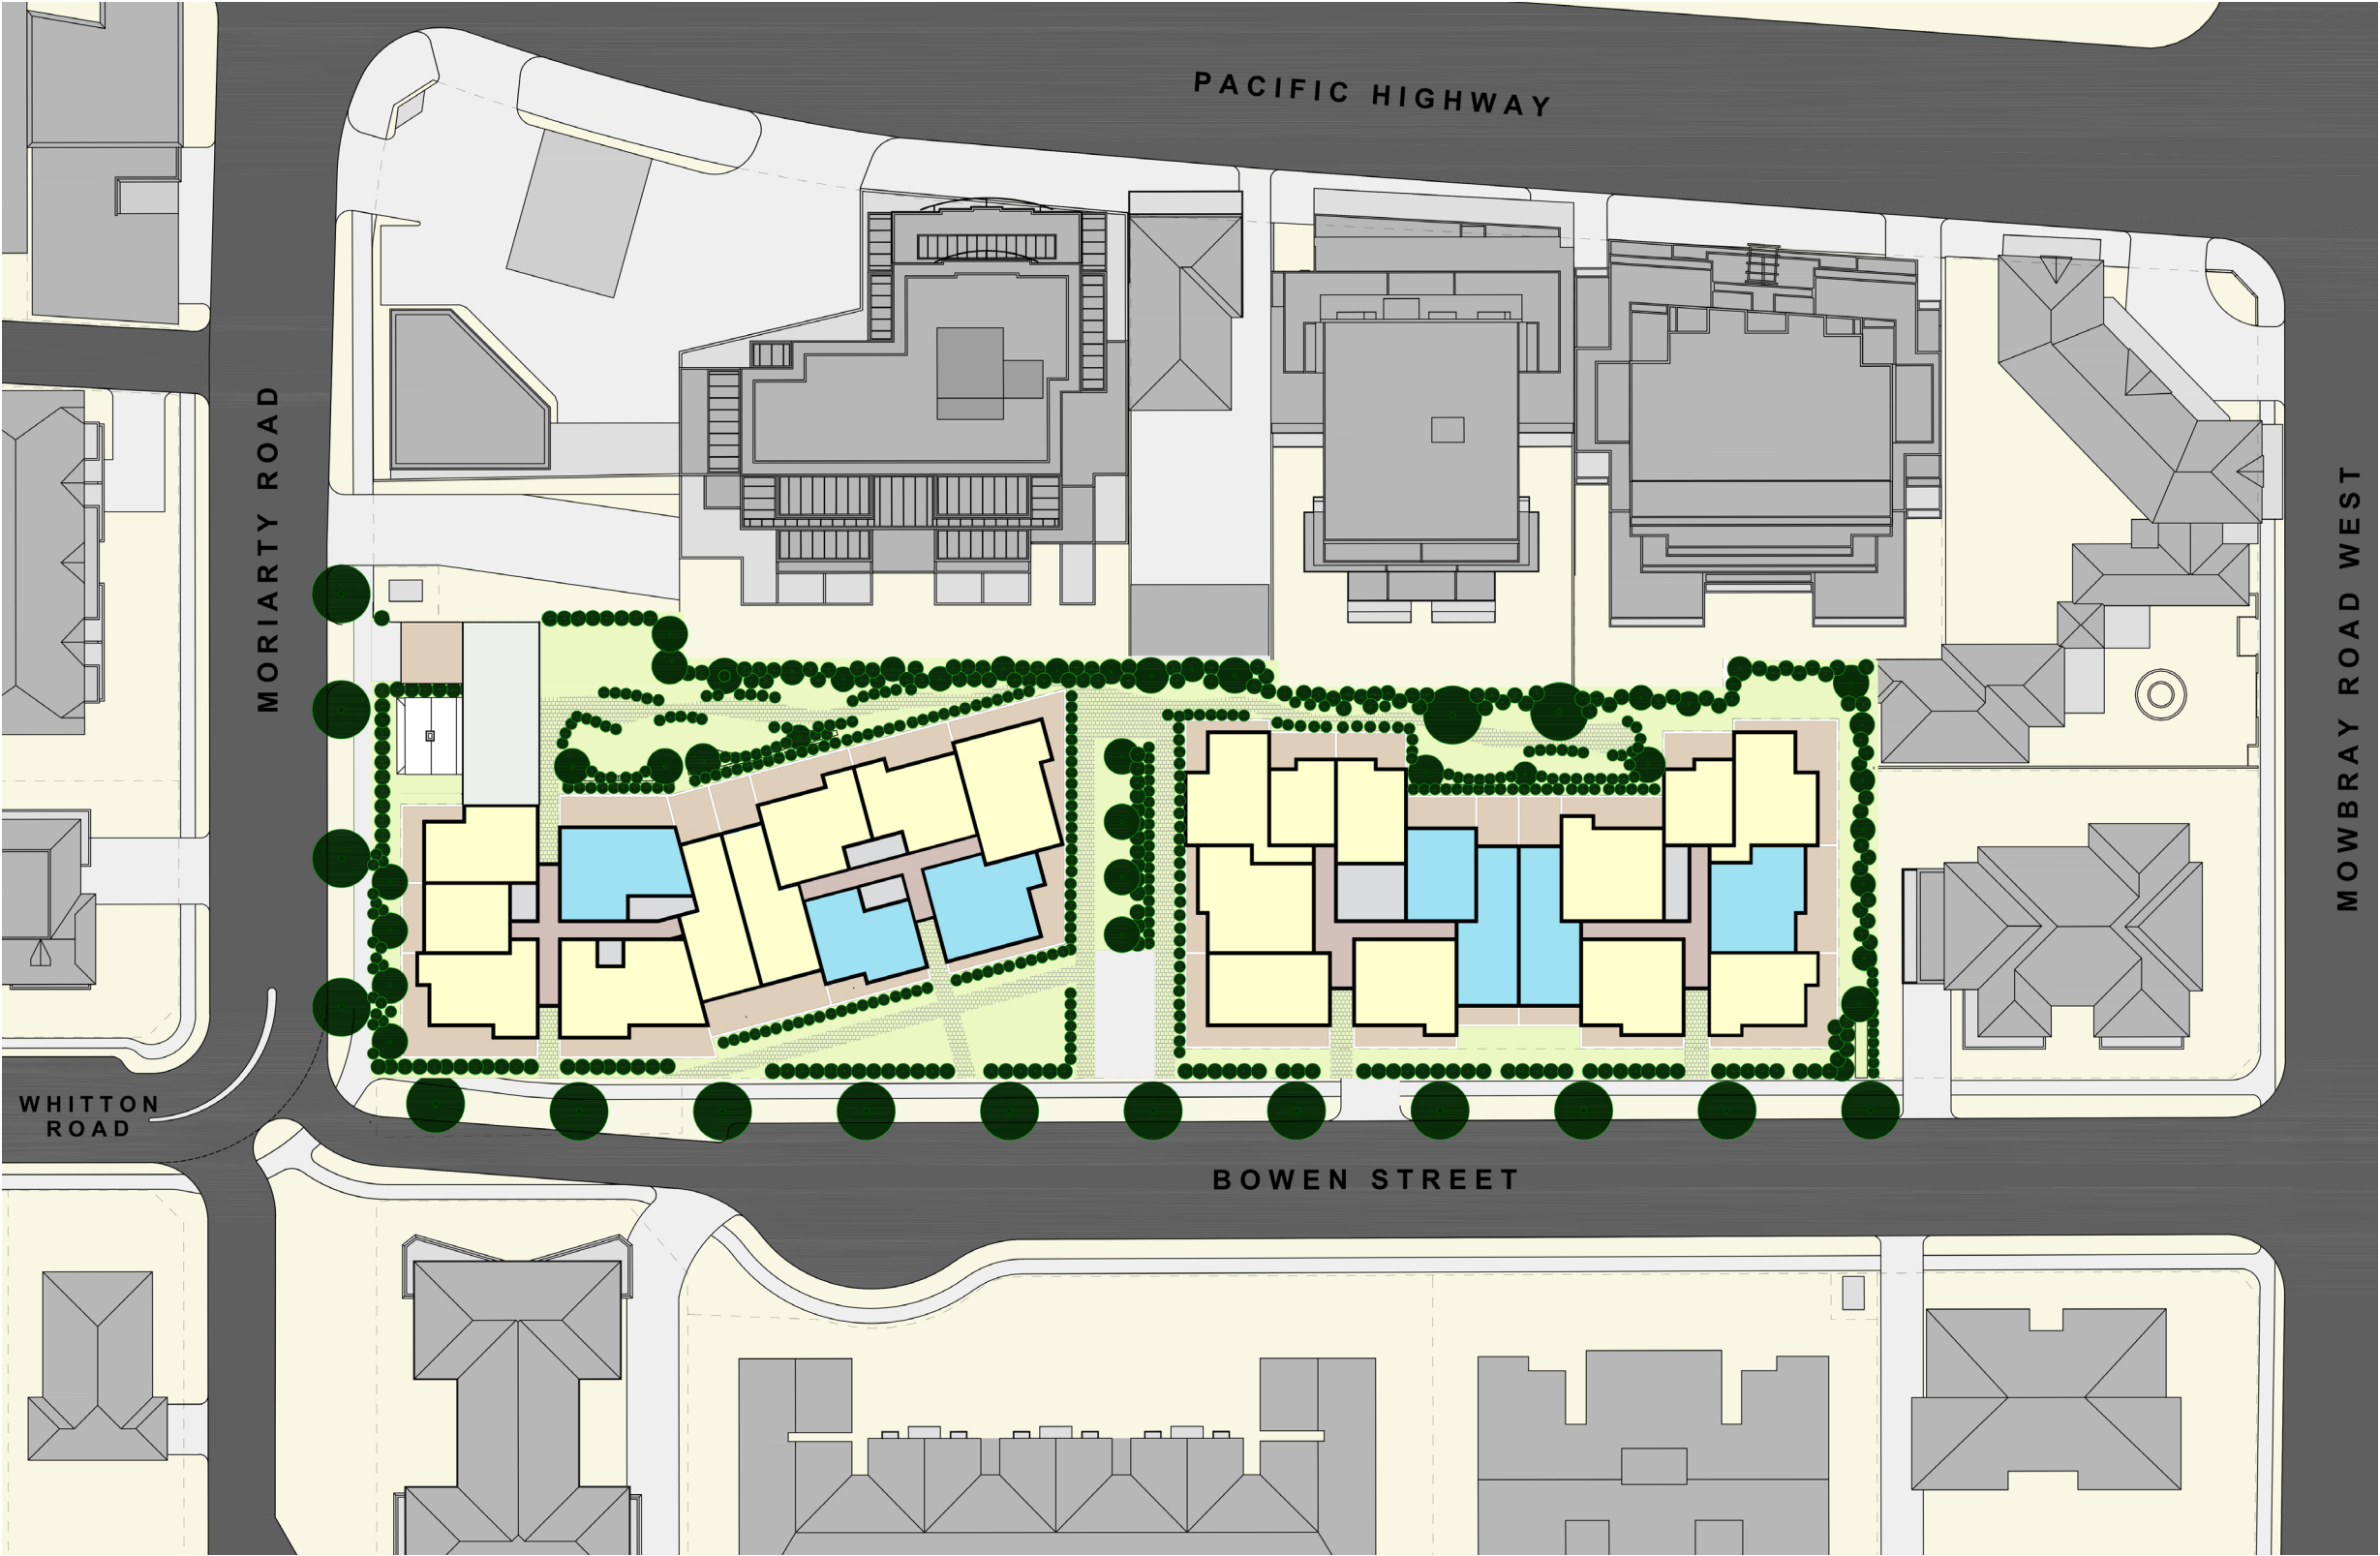 PACIFIC HIGHWAY
MORIARTY ROAD
MOWBRAY ROAD WEST
WHITTON
ROAD
BOWEN STREET